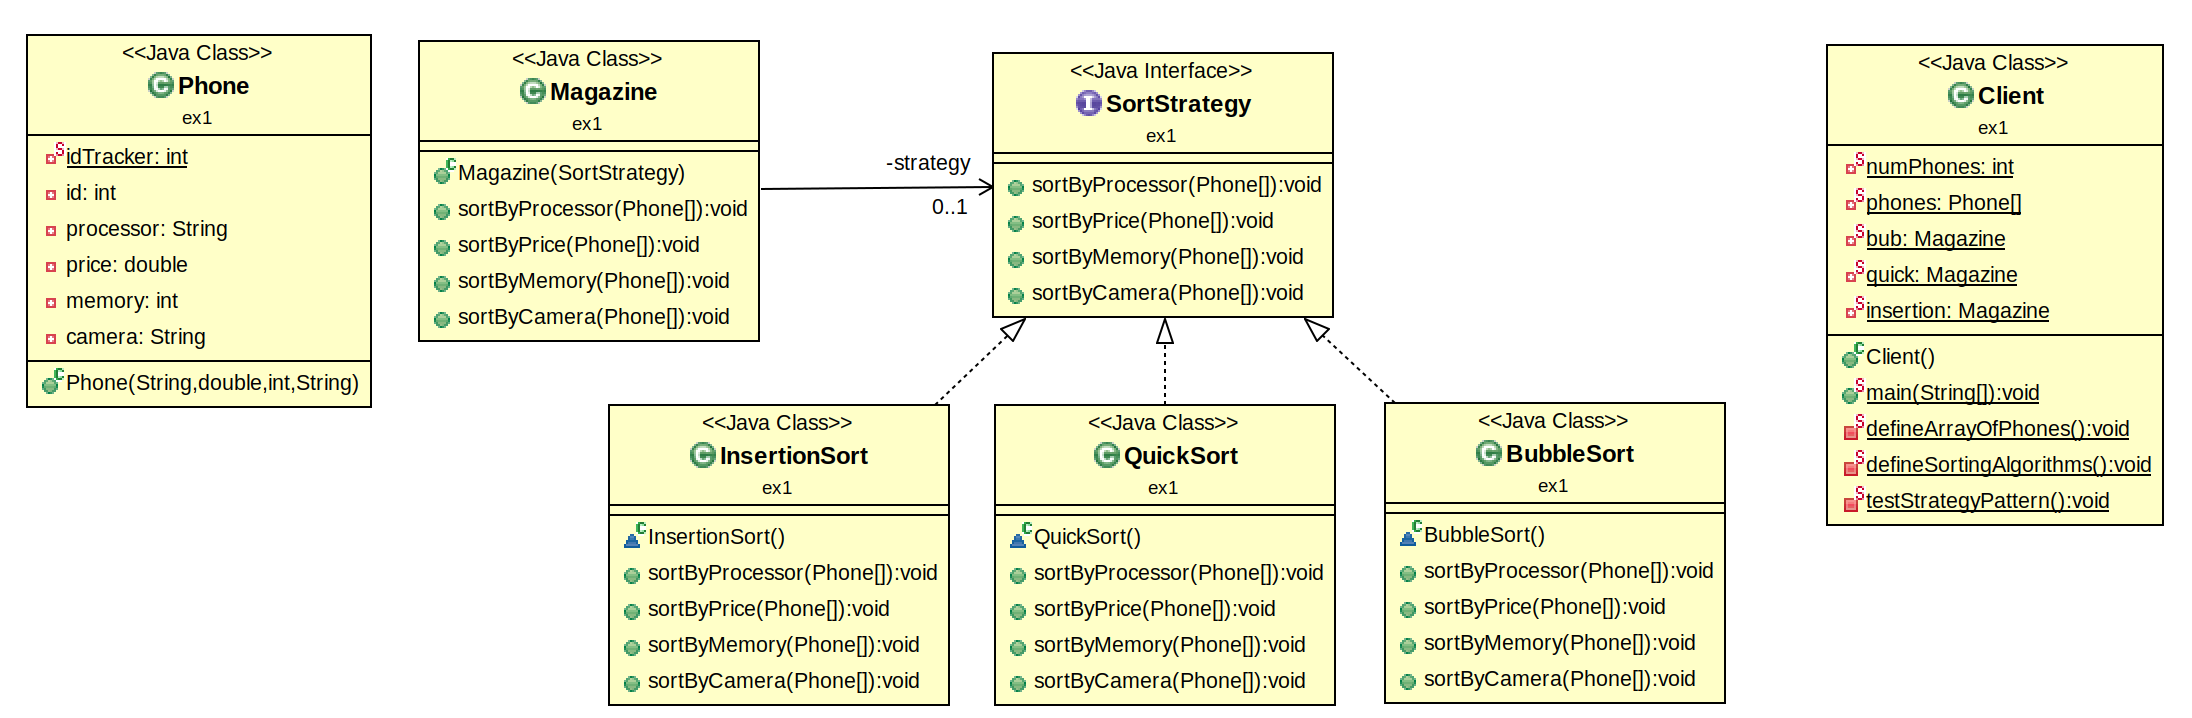 <<Java Class>>
Phone
ex1
idTracker: int
id: int
processor: String
price: double
memory: int
camera: String
Phone(String,double,int,String)
<<Java Class>>
Magazine
ex1
Magazine(SortStrategy)
sortByProcessor(Phone[]):void
sortByPrice(Phone[]):void
sortByMemory(Phone[]):void
sortByCamera(Phone[]):void
-strategy
0..1
<<Java Interface>>
SortStrategy
ex1
sortByProcessor(Phone[]):void
sortByPrice(Phone[]):void
sortByMemory(Phone[]):void
sortByCamera(Phone[]):void
<<Java Class>>
Client
ex1
numPhones: int
phones: Phone[]
bub: Magazine
quick: Magazine
insertion: Magazine
Client()
main(String[]):void
defineArrayOfPhones():void
defineSortingAlgorithms():void
testStrategyPattern():void
<<Java Class>>
InsertionSort
ex1
InsertionSort()
sortByProcessor(Phone[]):void
sortByPrice(Phone[]):void
sortByMemory(Phone[]):void
sortByCamera(Phone[]):void
<<Java Class>>
QuickSort
ex1
QuickSort()
sortByProcessor(Phone[]):void
sortByPrice(Phone[]):void
sortByMemory(Phone[]):void
sortByCamera(Phone[]):void
<<Java Class>>
BubbleSort
ex1
BubbleSort()
sortByProcessor(Phone[]):void
sortByPrice(Phone[]):void
sortByMemory(Phone[]):void
sortByCamera(Phone[]):void